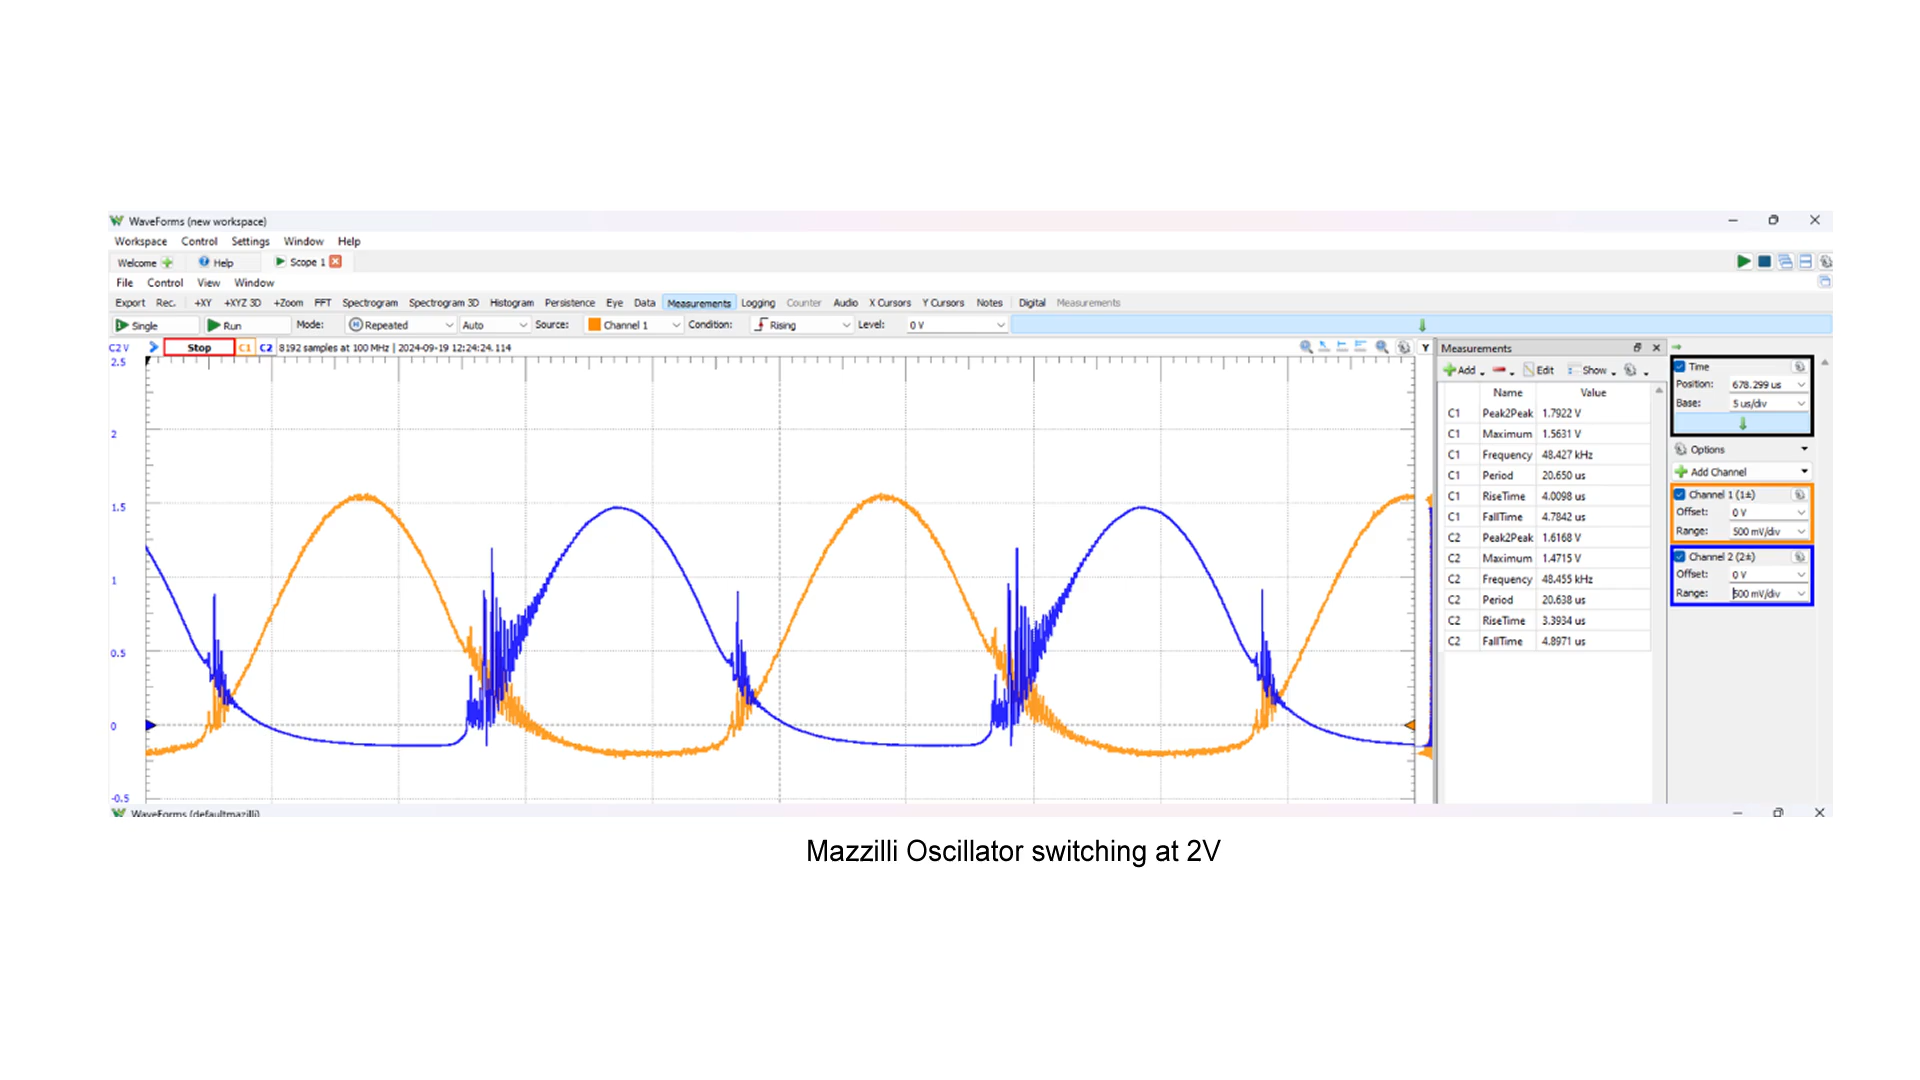 WaveForms (new workspace)
Workspace Control Settings Window Help
Welcome Help Scope 1
File Control View Window
Export Rec. +XY +XYZ 3D +Zoom FFT Spectrogram Spectrogram 3D Histogram Persistence Eye Data Measurements Logging Counter Audio X Cursors Y Cursors Notes Digital Measurements
Single Run Mode: Repeated Auto Source: Channel 1 Condition: Rising Level: 0 V
C2 V Stop C1 C2 8192 samples at 100 MHz | 2024-09-19 12:24:24.114 Y
2.5
2
1.5
1
0.5
0
-0.5
Measurements
Add Edit Show
Name Value
C1 Peak2Peak 1.7922 V
C1 Maximum 1.5631 V
C1 Frequency 48.427 kHz
C1 Period 20.650 us
C1 RiseTime 4.0098 us
C1 FallTime 4.7842 us
C2 Peak2Peak 1.6168 V
C2 Maximum 1.4715 V
C2 Frequency 48.455 kHz
C2 Period 20.638 us
C2 RiseTime 3.3934 us
C2 FallTime 4.8971 us
Time
Position: 678.299 us
Base: 5 us/div
Options
Add Channel
Channel 1 (1±)
Offset: 0 V
Range: 500 mV/div
Channel 2 (2±)
Offset: 0 V
Range: 500 mV/div
WaveForms (defaultmazilli)
Mazzilli Oscillator switching at 2V